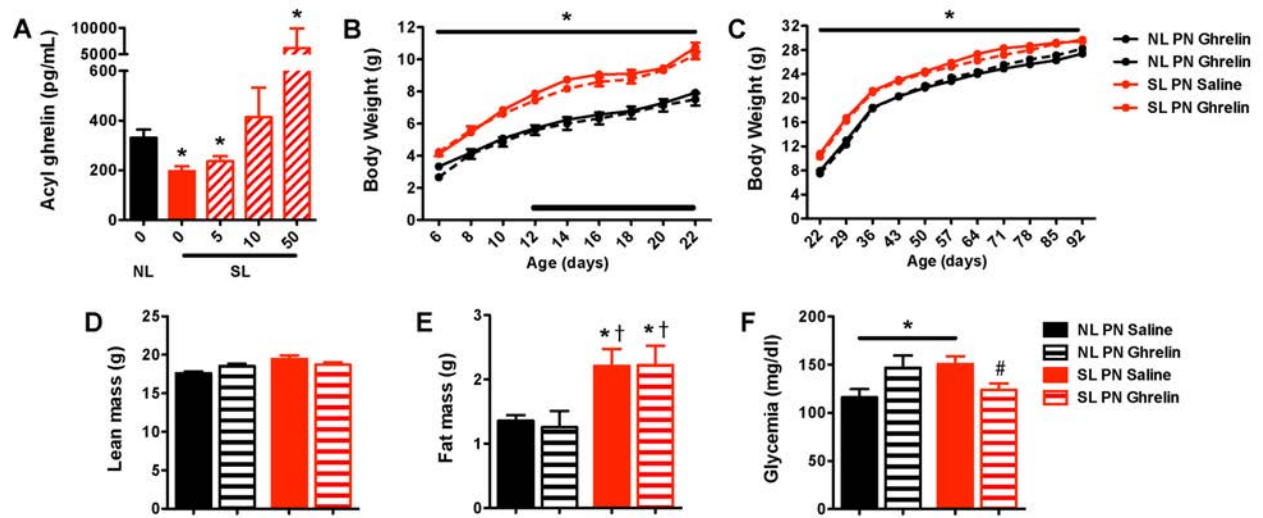 A
Acyl ghrelin (pg/mL)
10000
5000
600
400
200
0
*
*
*
0
0
5
10
50
NL
SL
B
Body Weight (g)
12
10
8
6
4
2
0
*
6
8
10
12
14
16
18
20
22
Age (days)
C
Body Weight (g)
32
28
24
20
16
12
8
4
0
*
22
29
36
43
50
57
64
71
78
85
92
Age (days)
NL PN Ghrelin
NL PN Ghrelin
SL PN Saline
SL PN Ghrelin
D
Lean mass (g)
25
20
15
10
5
0
E
Fat mass (g)
3
2
1
0
*†
*†
F
Glycemia (mg/dl)
200
150
100
50
0
*
#
NL PN Saline
NL PN Ghrelin
SL PN Saline
SL PN Ghrelin